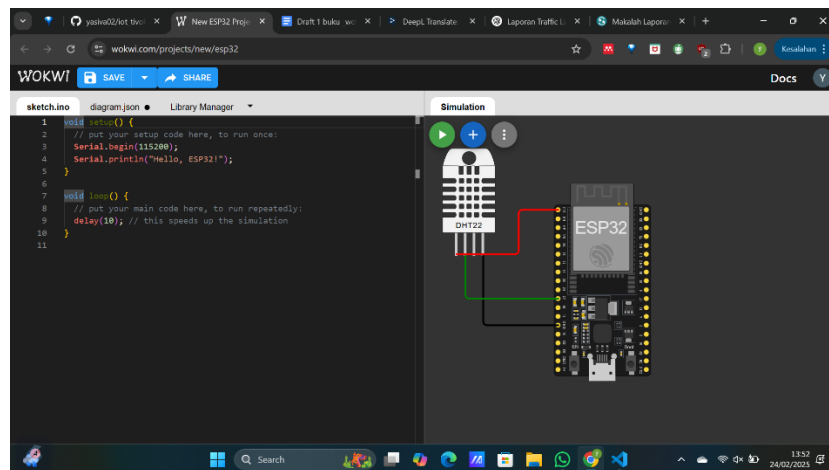 yasiva02/iot tivo
New ESP32 Proje
Draft 1 buku wo
DeepL Translate:
Laporan Traffic Li
Makalah Lapora
wokwi.com/projects/new/esp32
Kesalahan
WOKWI
SAVE
SHARE
Docs
Y
sketch.ino
diagram.json
Library Manager
Simulation
1 void setup() {
2 // put your setup code here, to run once:
3 Serial.begin(115200);
4 Serial.println("Hello, ESP32!");
5 }
6
7 void loop() {
8 // put your main code here, to run repeatedly:
9 delay(10); // this speeds up the simulation
10 }
11
DHT22
ESP32
Search
13:52
24/02/2025